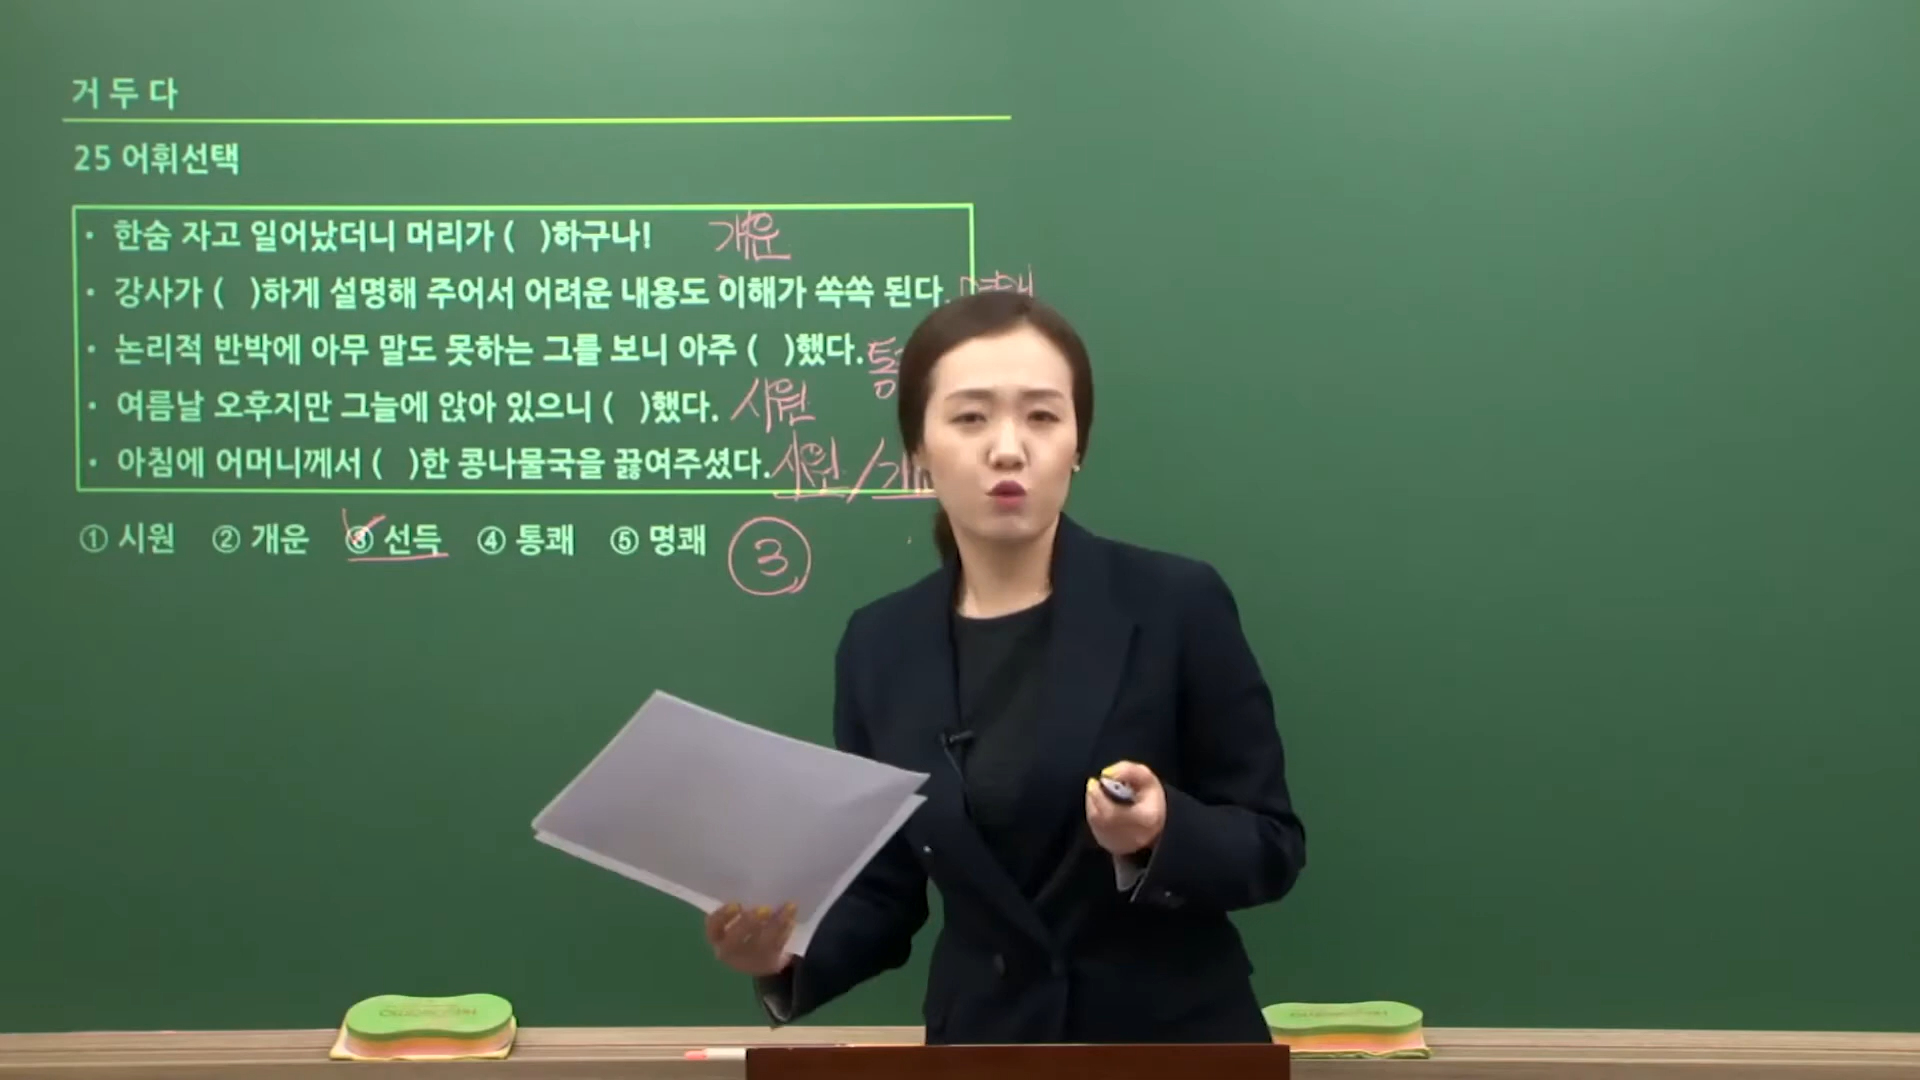 거두다
25 어휘선택
• 한숨 자고 일어났더니 머리가 ( )하구나! 개운
• 강사가 ( )하게 설명해 주어서 어려운 내용도 이해가 쏙쏙 된다.
• 논리적 반박에 아무 말도 못하는 그를 보니 아주 ( )했다. 통
• 여름날 오후지만 그늘에 앉아 있으니 ( )했다. 시원
• 아침에 어머니께서 ( )한 콩나물국을 끓여주셨다. 시원 /
① 시원 ② 개운 ③ 선득 ④ 통쾌 ⑤ 명쾌 3